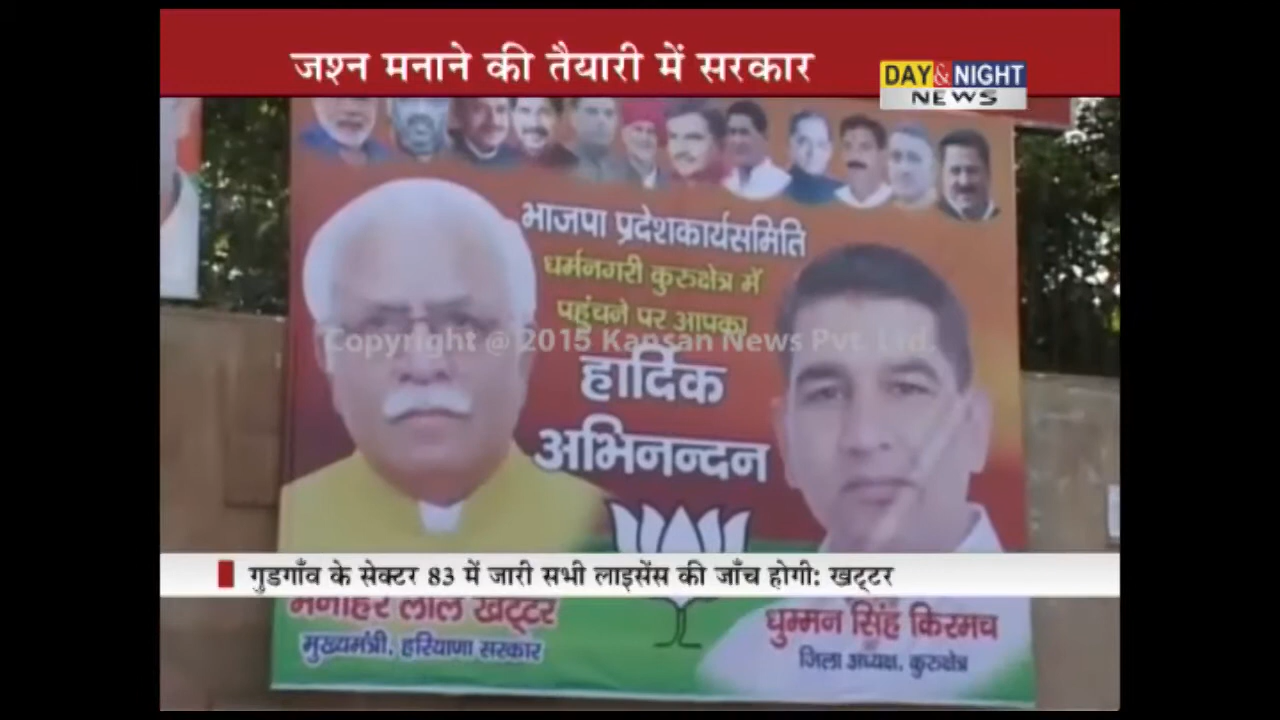 जश्न मनाने की तैयारी में सरकार
DAY & NIGHT
NEWS
भाजपा प्रदेशकार्यसमिति
धर्मनगरी कुरुक्षेत्र में
पहुंचने पर आपका
Copyright @ 2015 Kansan News Pvt. Ltd.
हार्दिक
अभिनन्दन
गुडगाँव के सेक्टर 83 में जारी सभी लाइसेंस की जाँच होगी: खट्टर
मनोहर लाल खट्टर
मुख्यमंत्री, हरियाणा सरकार
धुम्मन सिंह किरमच
जिला अध्यक्ष, कुरुक्षेत्र